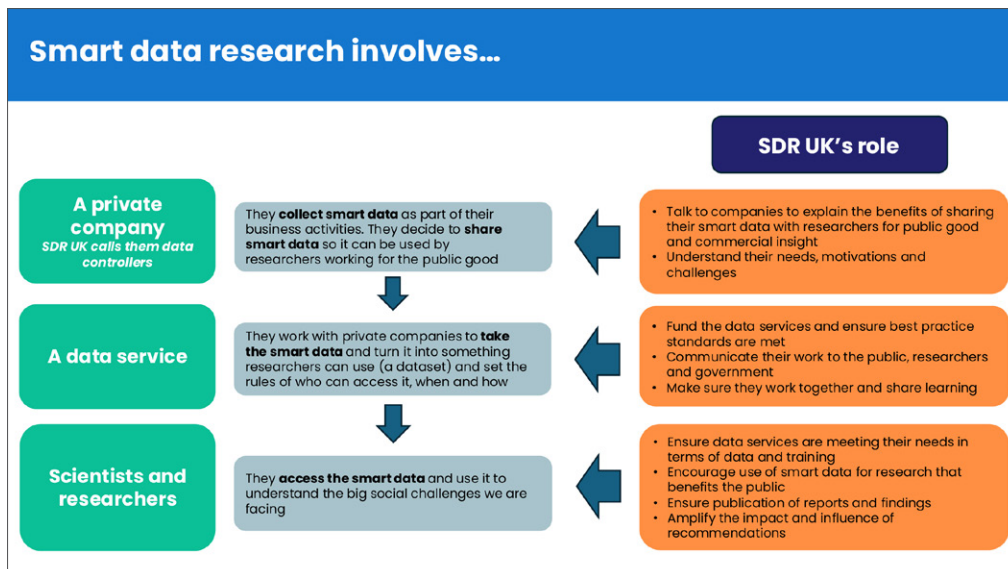 Smart data research involves...
SDR UK's role
A private
company
SDR UK calls them data
controllers
They collect smart data as part of their
business activities. They decide to share
smart data so it can be used by
researchers working for the public good
• Talk to companies to explain the benefits of sharing
their smart data with researchers for public good
and commercial insight
• Understand their needs, motivations and
challenges
A data service
They work with private companies to take
the smart data and turn it into something
researchers can use (a dataset) and set the
rules of who can access it, when and how
• Fund the data services and ensure best practice
standards are met
• Communicate their work to the public, researchers
and government
• Make sure they work together and share learning
Scientists and
researchers
They access the smart data and use it to
understand the big social challenges we are
facing
• Ensure data services are meeting their needs in
terms of data and training
• Encourage use of smart data for research that
benefits the public
• Ensure publication of reports and findings
• Amplify the impact and influence of
recommendations